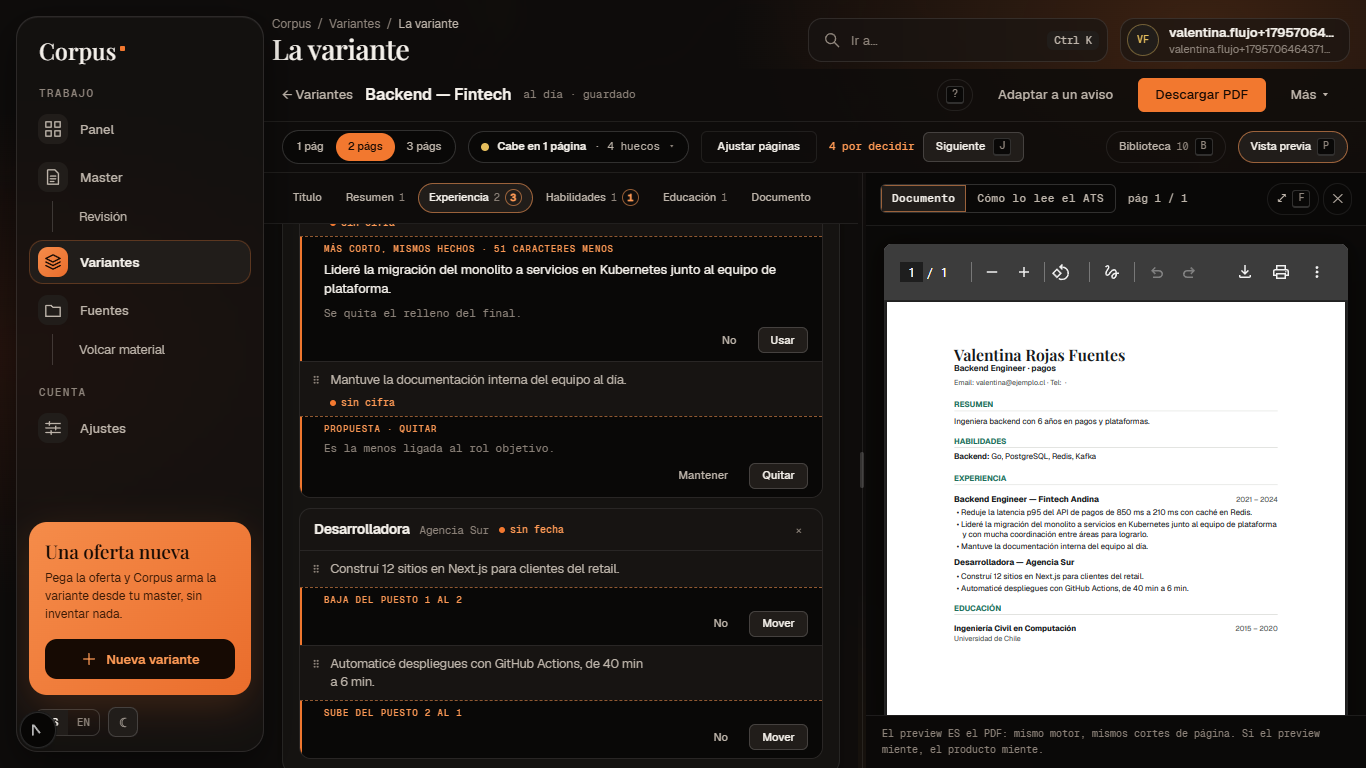 Corpus
TRABAJO
Panel
Master
Revisión
Variantes
Fuentes
Volcar material
CUENTA
Ajustes
Una oferta nueva
Pega la oferta y Corpus arma la
variante desde tu master, sin
inventar nada.
+ Nueva variante
EN
Corpus / Variantes / La variante
La variante
Ir a...
Ctrl K
VF
valentina.flujo+17957064…
valentina.flujo+1795706464371…
← Variantes
Backend — Fintech
al día · guardado
?
Adaptar a un aviso
Descargar PDF
Más
1 pág
2 págs
3 págs
Cabe en 1 página · 4 huecos
Ajustar páginas
4 por decidir
Siguiente J
Biblioteca 10 B
Vista previa P
Título
Resumen 1
Experiencia 2 3
Habilidades 1 1
Educación 1
Documento
MÁS CORTO, MISMOS HECHOS · 51 CARACTERES MENOS
Lideré la migración del monolito a servicios en Kubernetes junto al equipo de
plataforma.
Se quita el relleno del final.
No
Usar
Mantuve la documentación interna del equipo al día.
sin cifra
PROPUESTA · QUITAR
Es la menos ligada al rol objetivo.
Mantener
Quitar
Desarrolladora Agencia Sur sin fecha ×
Construí 12 sitios en Next.js para clientes del retail.
BAJA DEL PUESTO 1 AL 2
No
Mover
Automaticé despliegues con GitHub Actions, de 40 min
a 6 min.
SUBE DEL PUESTO 2 AL 1
No
Mover
Documento
Cómo lo lee el ATS
pág 1 / 1
F
1 / 1
Valentina Rojas Fuentes
Backend Engineer · pagos
Email: valentina@ejemplo.cl · Tel: ·
RESUMEN
Ingeniera backend con 6 años en pagos y plataformas.
HABILIDADES
Backend: Go, PostgreSQL, Redis, Kafka
EXPERIENCIA
Backend Engineer — Fintech Andina 2021 – 2024
• Reduje la latencia p95 del API de pagos de 850 ms a 210 ms con caché en Redis.
• Lideré la migración del monolito a servicios en Kubernetes junto al equipo de plataforma
y con mucha coordinación entre áreas para lograrlo.
• Mantuve la documentación interna del equipo al día.
Desarrolladora — Agencia Sur
• Construí 12 sitios en Next.js para clientes del retail.
• Automaticé despliegues con GitHub Actions, de 40 min a 6 min.
EDUCACIÓN
Ingeniería Civil en Computación 2015 – 2020
Universidad de Chile
El preview ES el PDF: mismo motor, mismos cortes de página. Si el preview
miente, el producto miente.